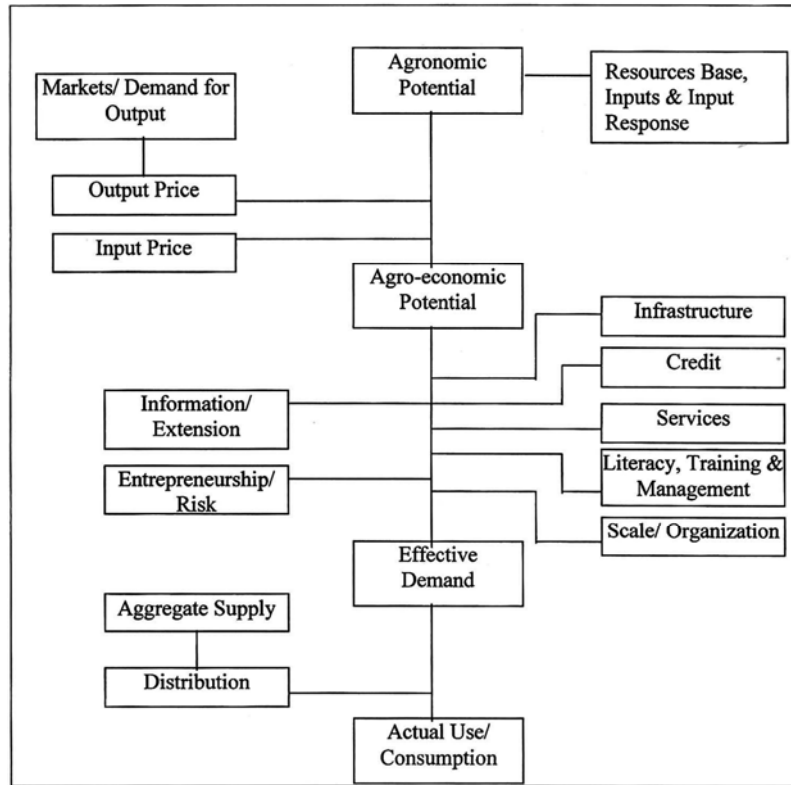 Agronomic
Potential
Resources Base,
Inputs & Input
Response
Markets/ Demand for
Output
Output Price
Input Price
Agro-economic
Potential
Infrastructure
Credit
Information/
Extension
Services
Literacy, Training &
Management
Entrepreneurship/
Risk
Scale/ Organization
Effective
Demand
Aggregate Supply
Distribution
Actual Use/
Consumption